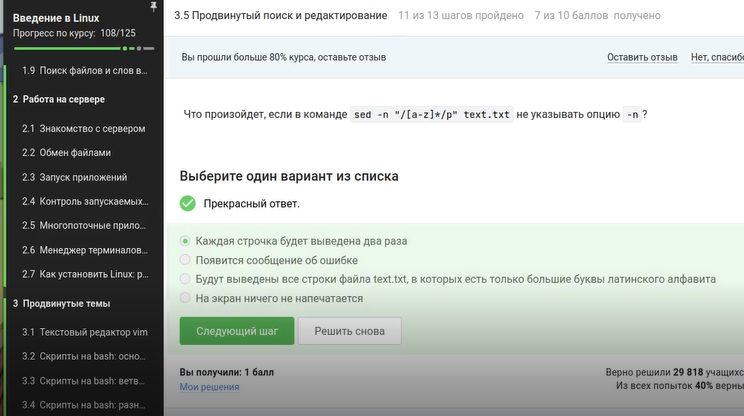 Введение в Linux
Прогресс по курсу: 108/125
1.9 Поиск файлов и слов в...
2 Работа на сервере
2.1 Знакомство с сервером
2.2 Обмен файлами
2.3 Запуск приложений
2.4 Контроль запускаемых...
2.5 Многопоточные прило...
2.6 Менеджер терминалов...
2.7 Как установить Linux: р...
3 Продвинутые темы
3.1 Текстовый редактор vim
3.2 Скрипты на bash: осно...
3.3 Скрипты на bash: ветв...
3.4 Скрипты на bash: разн...
3.5 Продвинутый поиск и редактирование 11 из 13 шагов пройдено 7 из 10 баллов получено
Вы прошли больше 80% курса, оставьте отзыв Оставить отзыв Нет, спасибо
Что произойдет, если в команде sed -n "/[a-z]*/p" text.txt не указывать опцию -n?
Выберите один вариант из списка
Прекрасный ответ.
Каждая строчка будет выведена два раза
Появится сообщение об ошибке
Будут выведены все строки файла text.txt, в которых есть только большие буквы латинского алфавита
На экран ничего не напечатается
Следующий шаг Решить снова
Вы получили: 1 балл
Мои решения
Верно решили 29 818 учащихс
Из всех попыток 40% верны